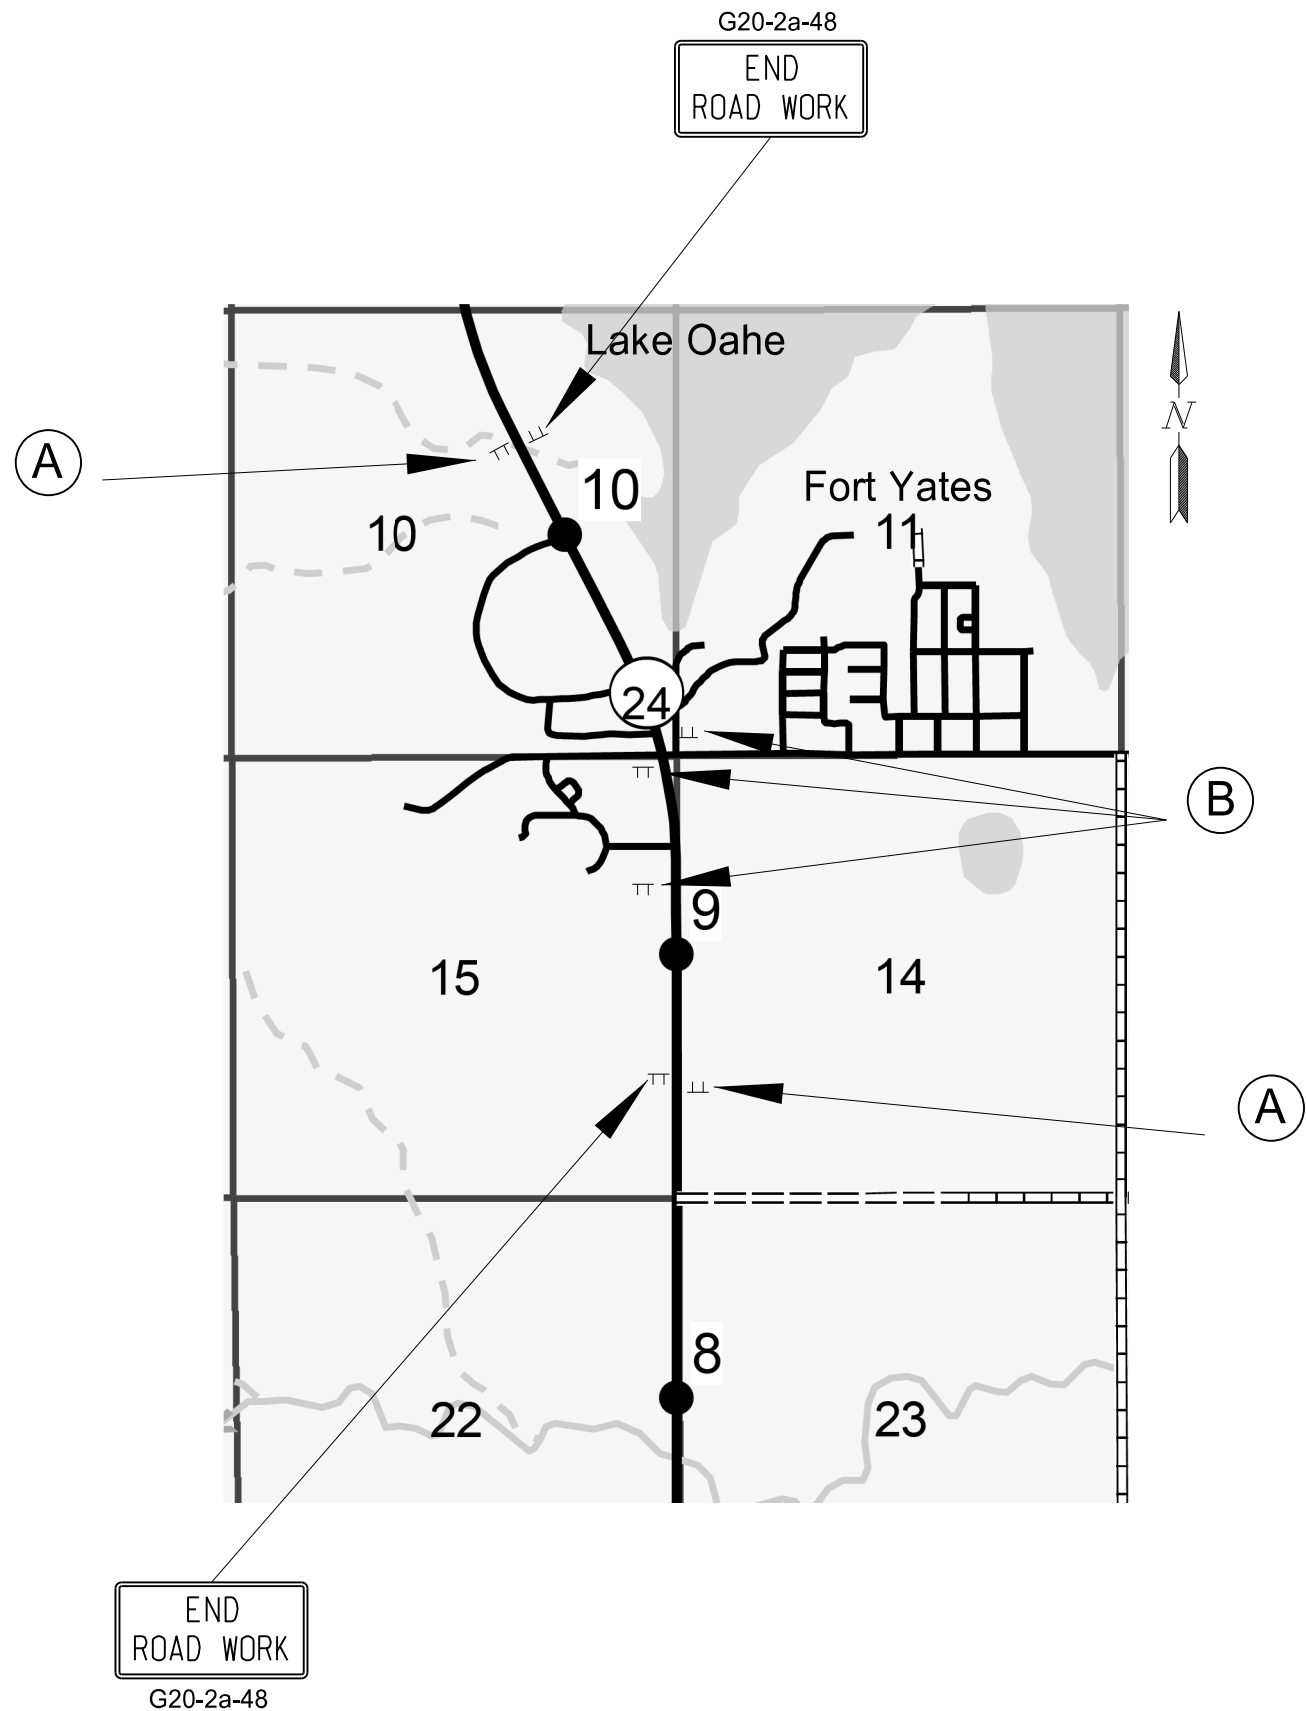 G20-2a-48
END
ROAD WORK
Lake Oahe
N
A
10
Fort Yates
10
11
24
B
9
15
14
A
8
22
23
END
ROAD WORK
G20-2a-48